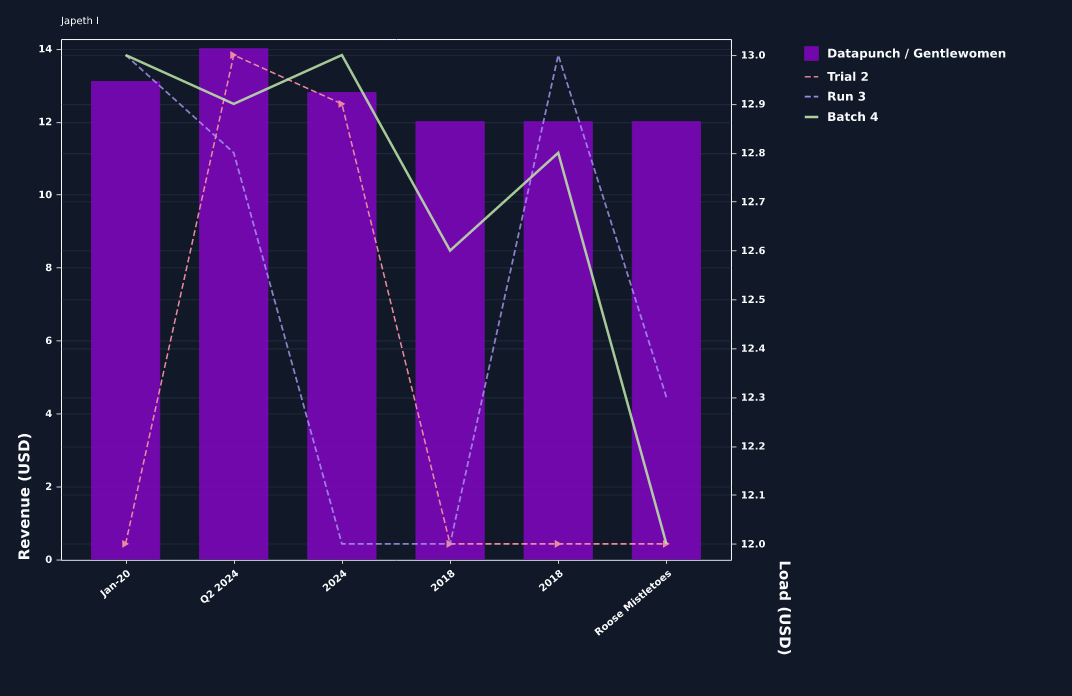 Japeth I
14
12
10
8
6
4
2
0
Revenue (USD)
13.0
12.9
12.8
12.7
12.6
12.5
12.4
12.3
12.2
12.1
12.0
Load (USD)
Jan-20
Q2 2024
2024
2018
2018
Roose Mistletoes
Datapunch / Gentlewomen
Trial 2
Run 3
Batch 4